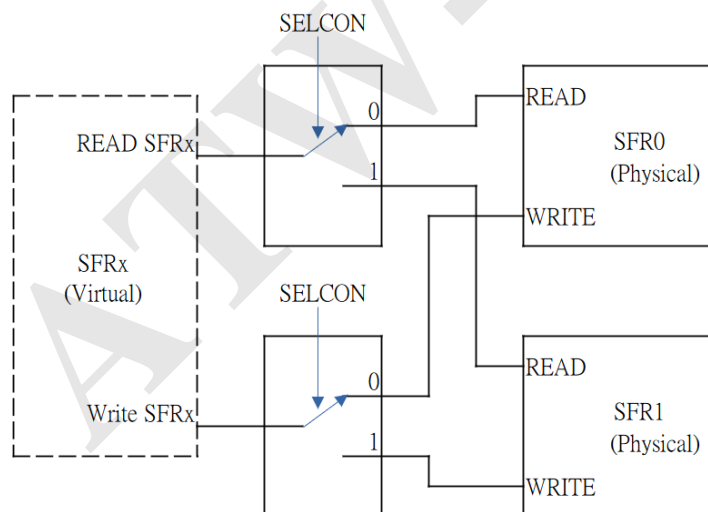 SELCON
0
READ SFRx
1
READ
SFR0
(Physical)
WRITE
SFRx
(Virtual)
SELCON
0
Write SFRx
1
READ
SFR1
(Physical)
WRITE
ATW